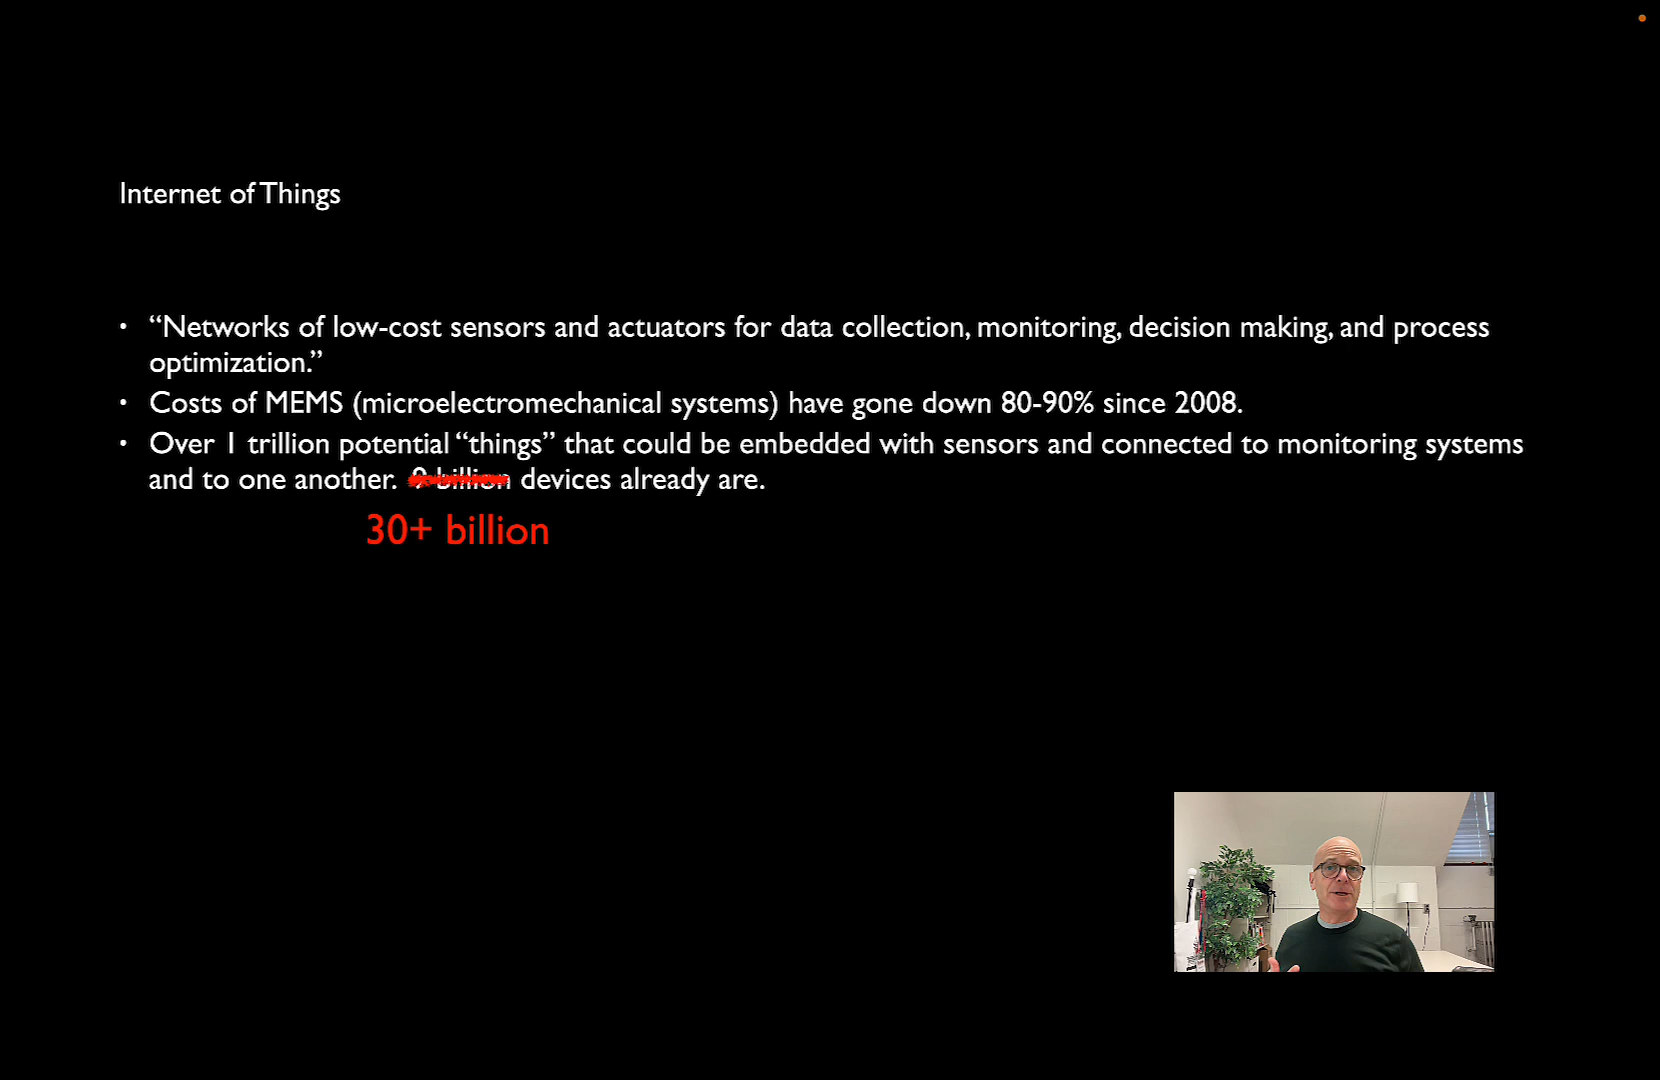 Internet of Things
• “Networks of low-cost sensors and actuators for data collection, monitoring, decision making, and process
optimization.”
• Costs of MEMS (microelectromechanical systems) have gone down 80-90% since 2008.
• Over 1 trillion potential “things” that could be embedded with sensors and connected to monitoring systems
and to one another. 9 billion devices already are.
30+ billion